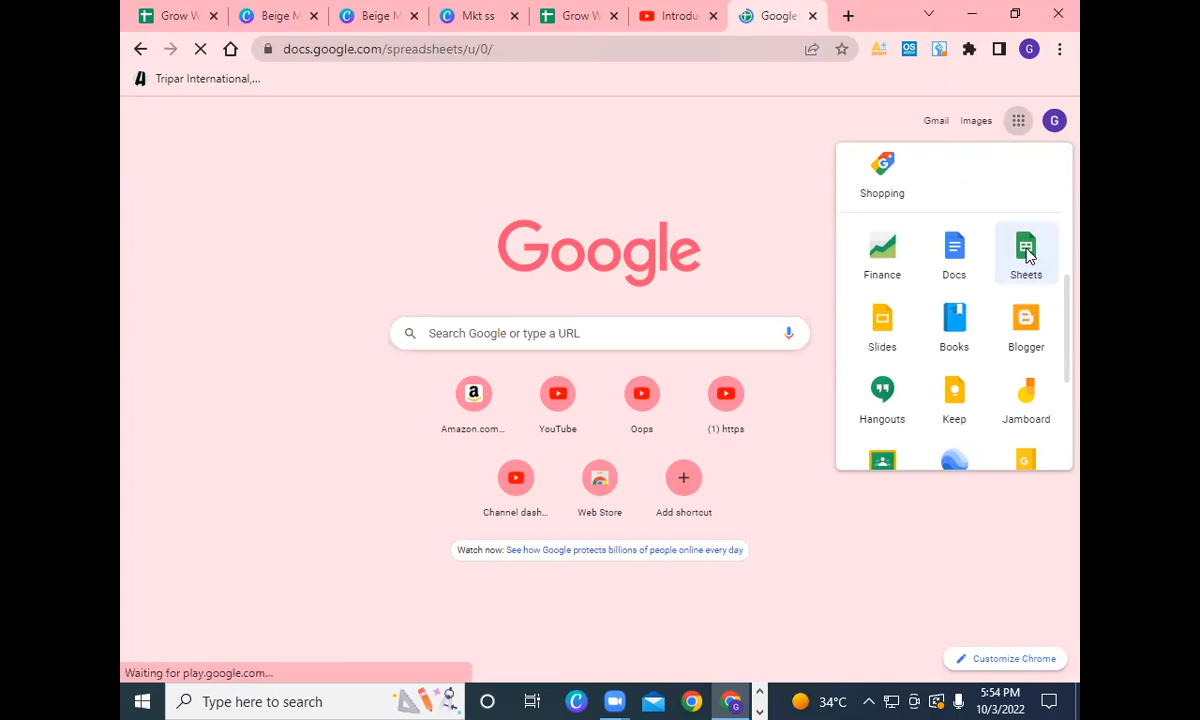 Grow W
Beige M
Beige M
Mkt ss
Grow W
Introdu
Google
docs.google.com/spreadsheets/u/0/
G
Tripar International,...
Gmail
Images
G
Shopping
Google
Finance
Docs
Sheets
Search Google or type a URL
Slides
Books
Blogger
Amazon.com...
YouTube
Oops
(1) https
Hangouts
Keep
Jamboard
Channel dash...
Web Store
Add shortcut
Watch now: See how Google protects billions of people online every day
Customize Chrome
Waiting for play.google.com...
Type here to search
34°C
5:54 PM
10/3/2022